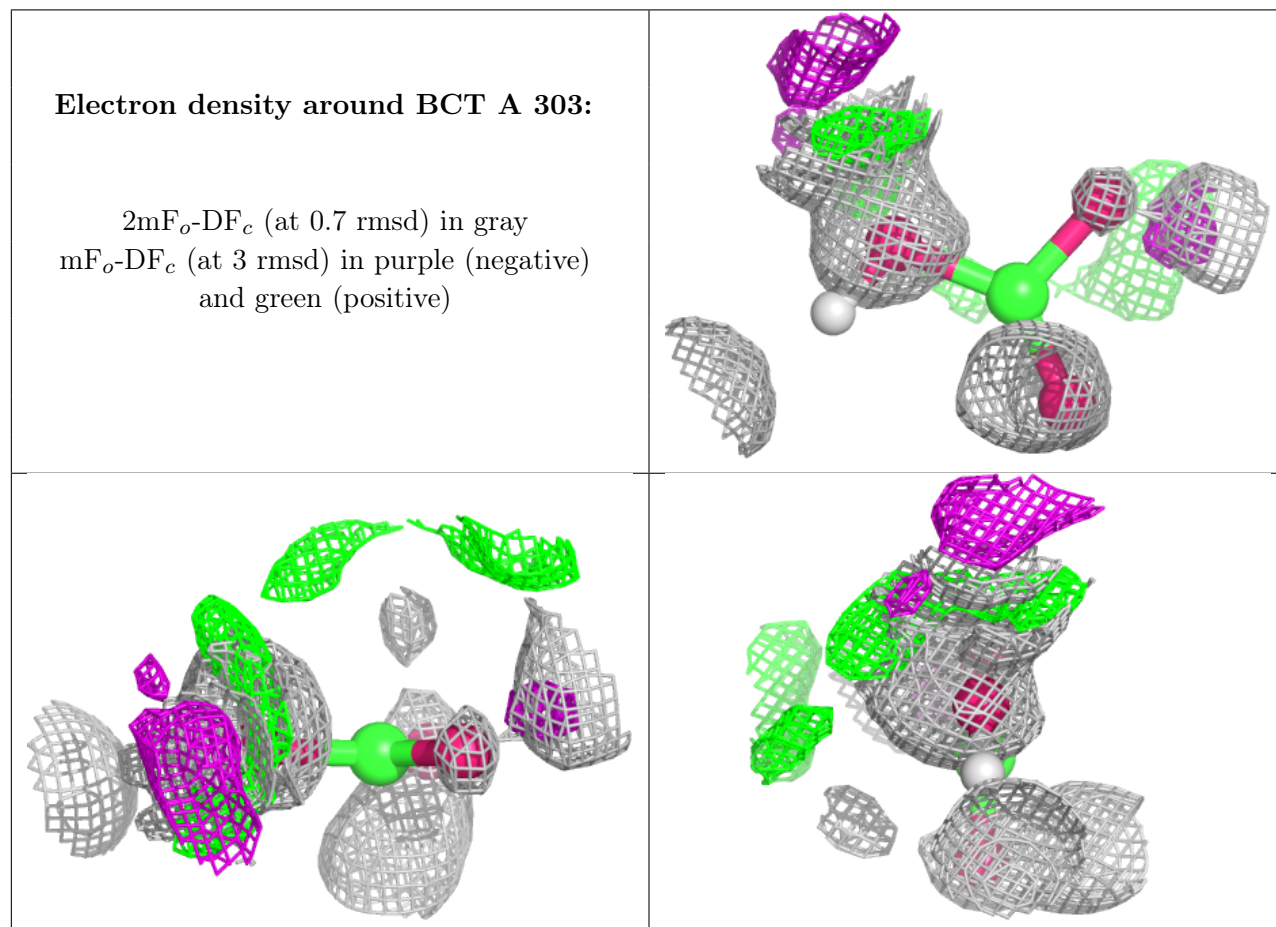 Electron density around BCT A 303:
2mFo-DFc (at 0.7 rmsd) in gray
mFo-DFc (at 3 rmsd) in purple (negative)
and green (positive)